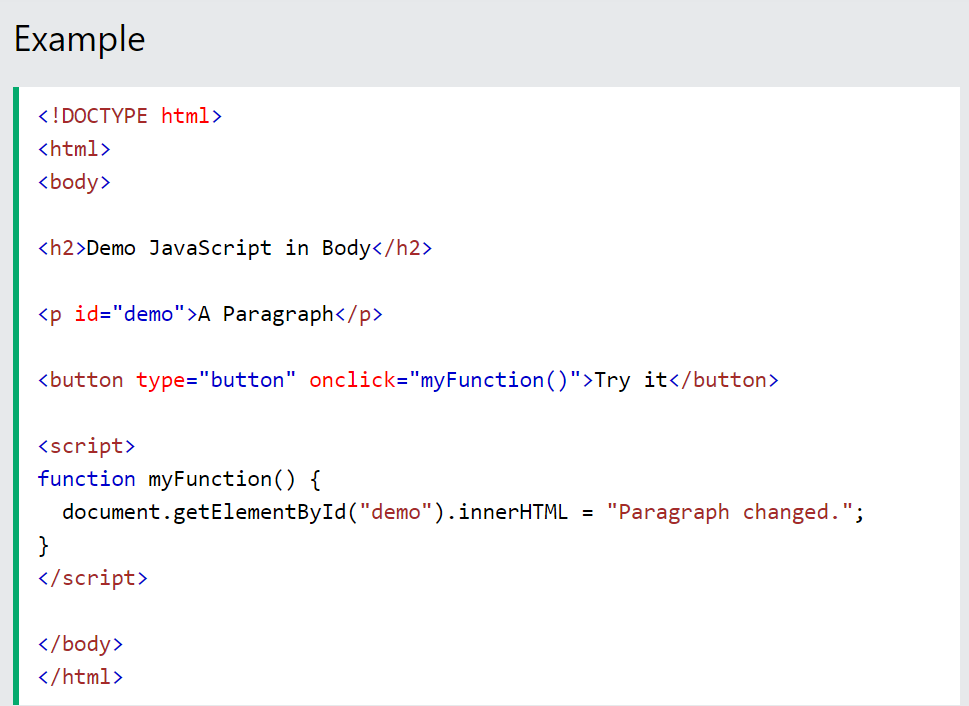 Example
<!DOCTYPE html>
<html>
<body>
<h2>Demo JavaScript in Body</h2>
<p id="demo">A Paragraph</p>
<button type="button" onclick="myFunction()">Try it</button>
<script>
function myFunction() {
  document.getElementById("demo").innerHTML = "Paragraph changed.";
}
</script>
</body>
</html>